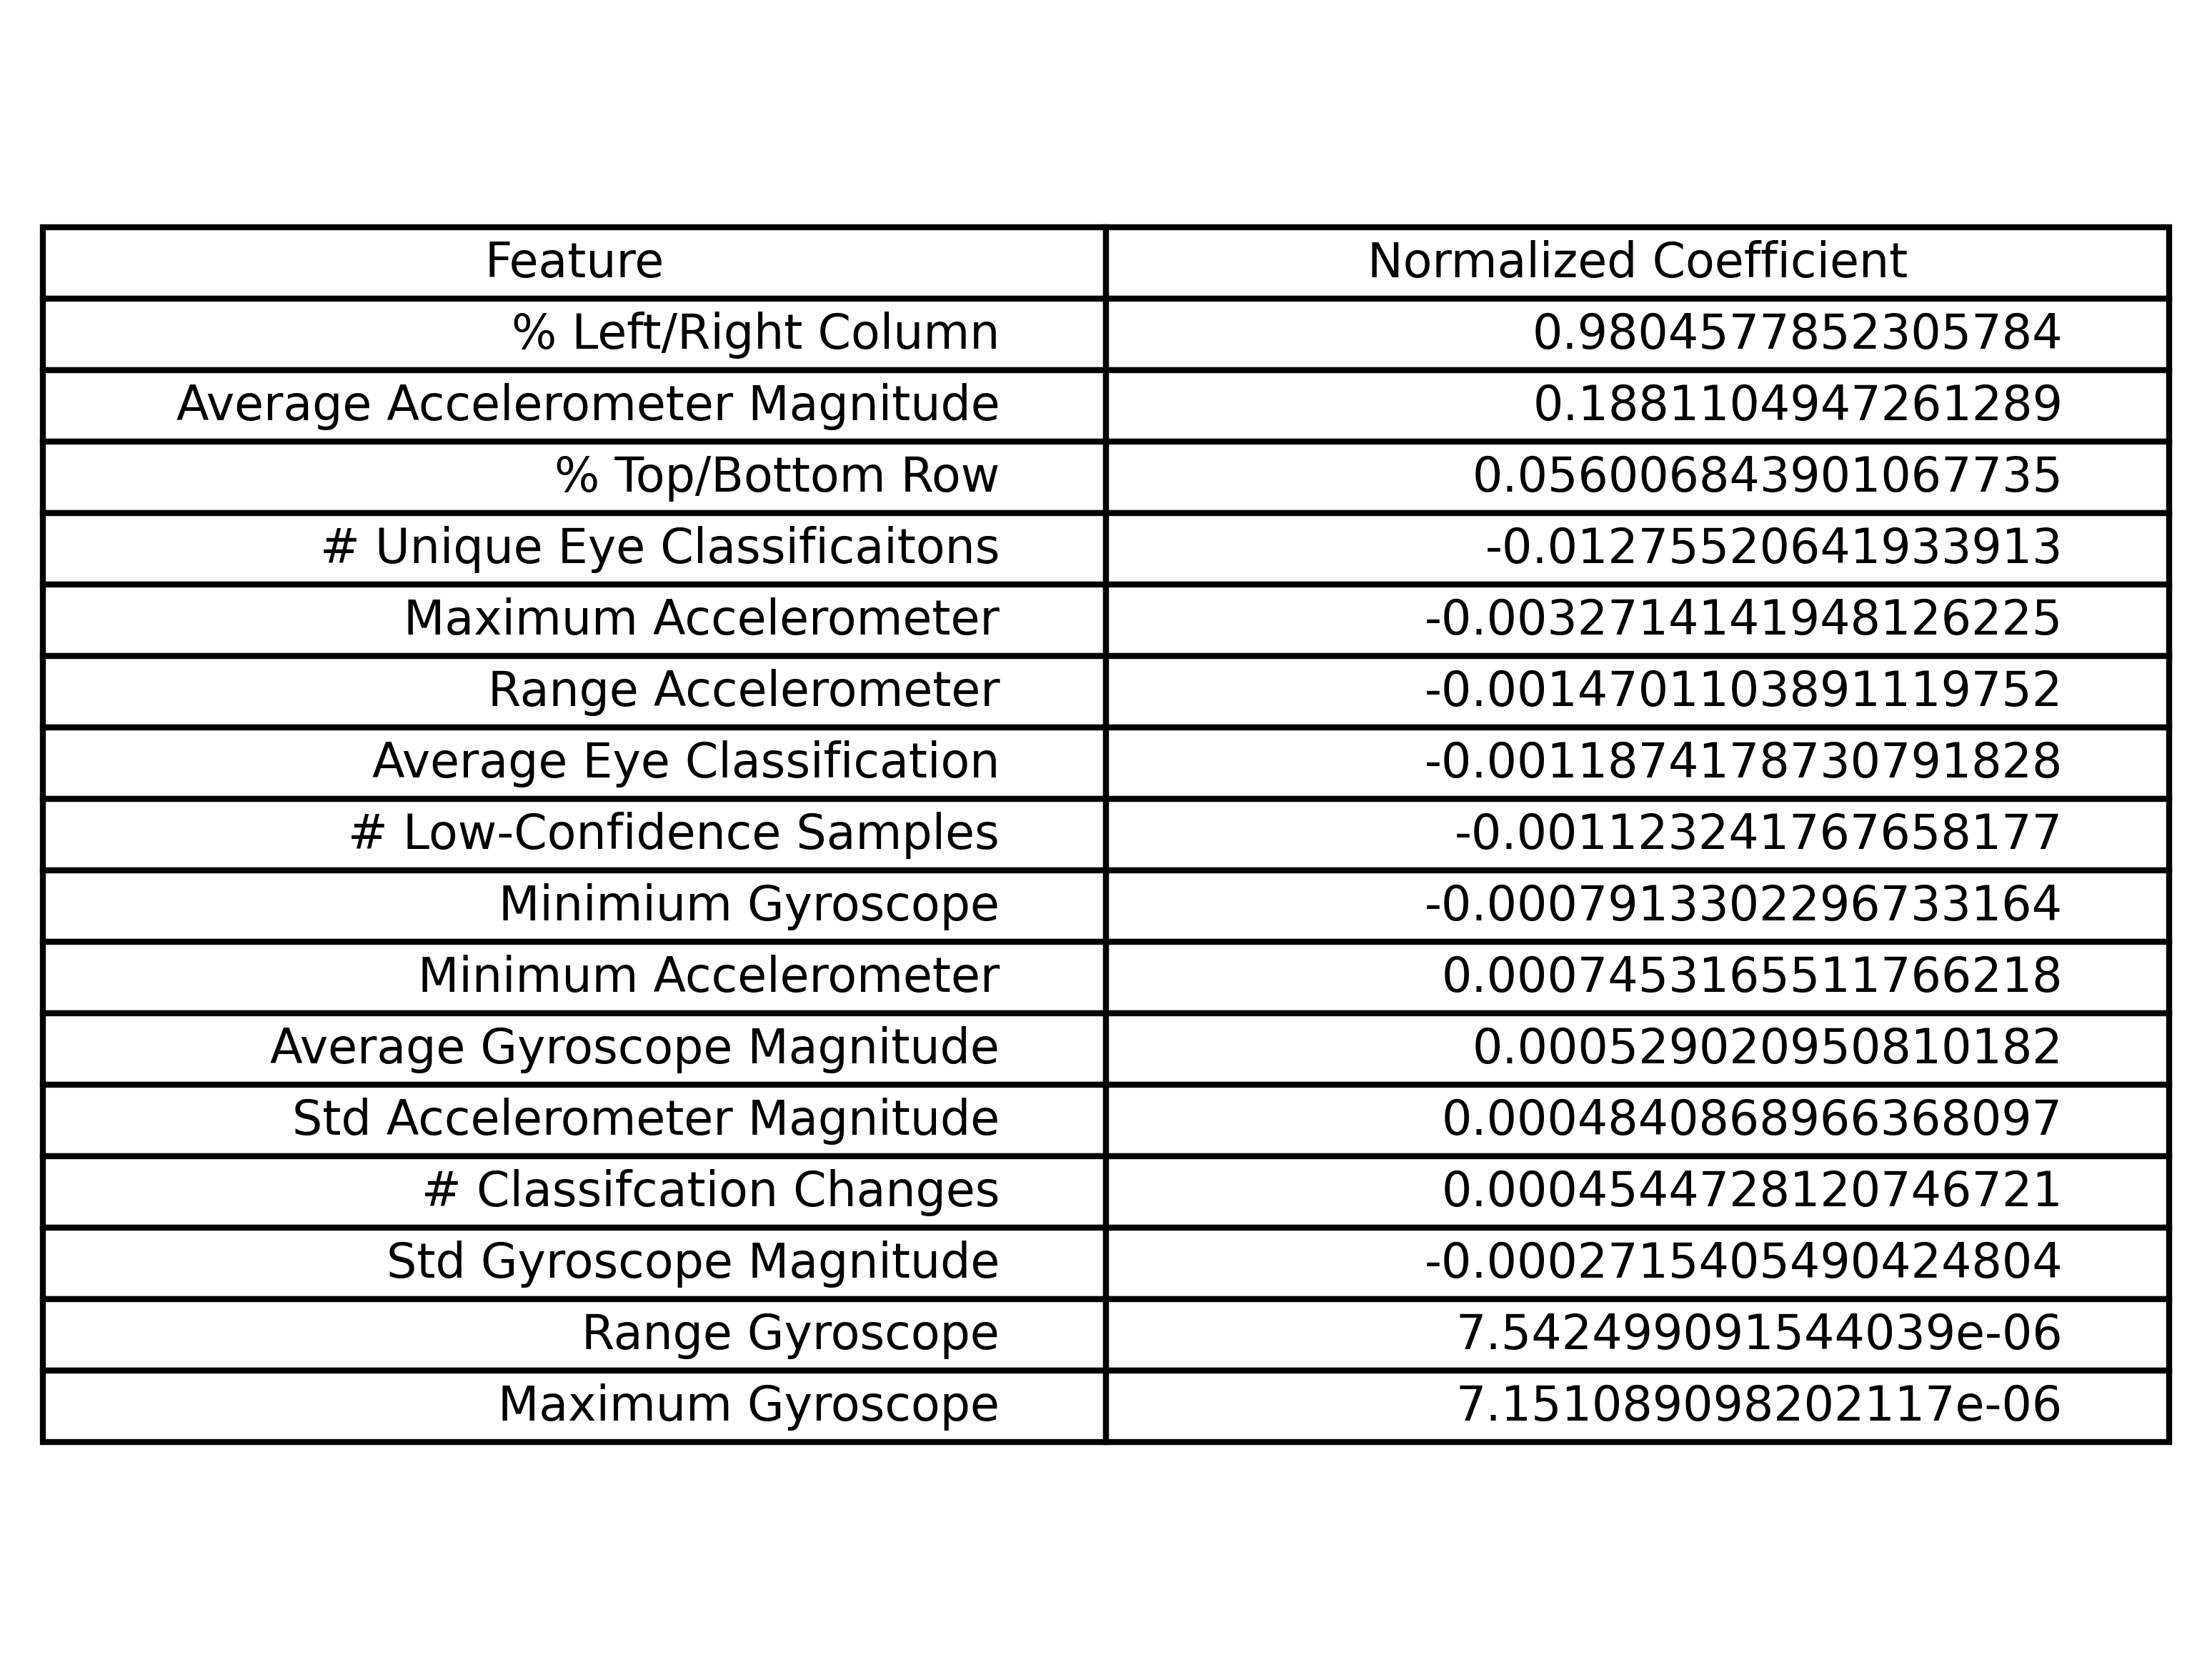 Feature Normalized Coefficient
% Left/Right Column 0.9804577852305784
Average Accelerometer Magnitude 0.1881104947261289
% Top/Bottom Row 0.056006843901067735
# Unique Eye Classificaitons -0.01275520641933913
Maximum Accelerometer -0.0032714141948126225
Range Accelerometer -0.0014701103891119752
Average Eye Classification -0.0011874178730791828
# Low-Confidence Samples -0.001123241767658177
Minimium Gyroscope -0.0007913302296733164
Minimum Accelerometer 0.0007453165511766218
Average Gyroscope Magnitude 0.000529020950810182
Std Accelerometer Magnitude 0.0004840868966368097
# Classifcation Changes 0.0004544728120746721
Std Gyroscope Magnitude -0.0002715405490424804
Range Gyroscope 7.542499091544039e-06
Maximum Gyroscope 7.151089098202117e-06